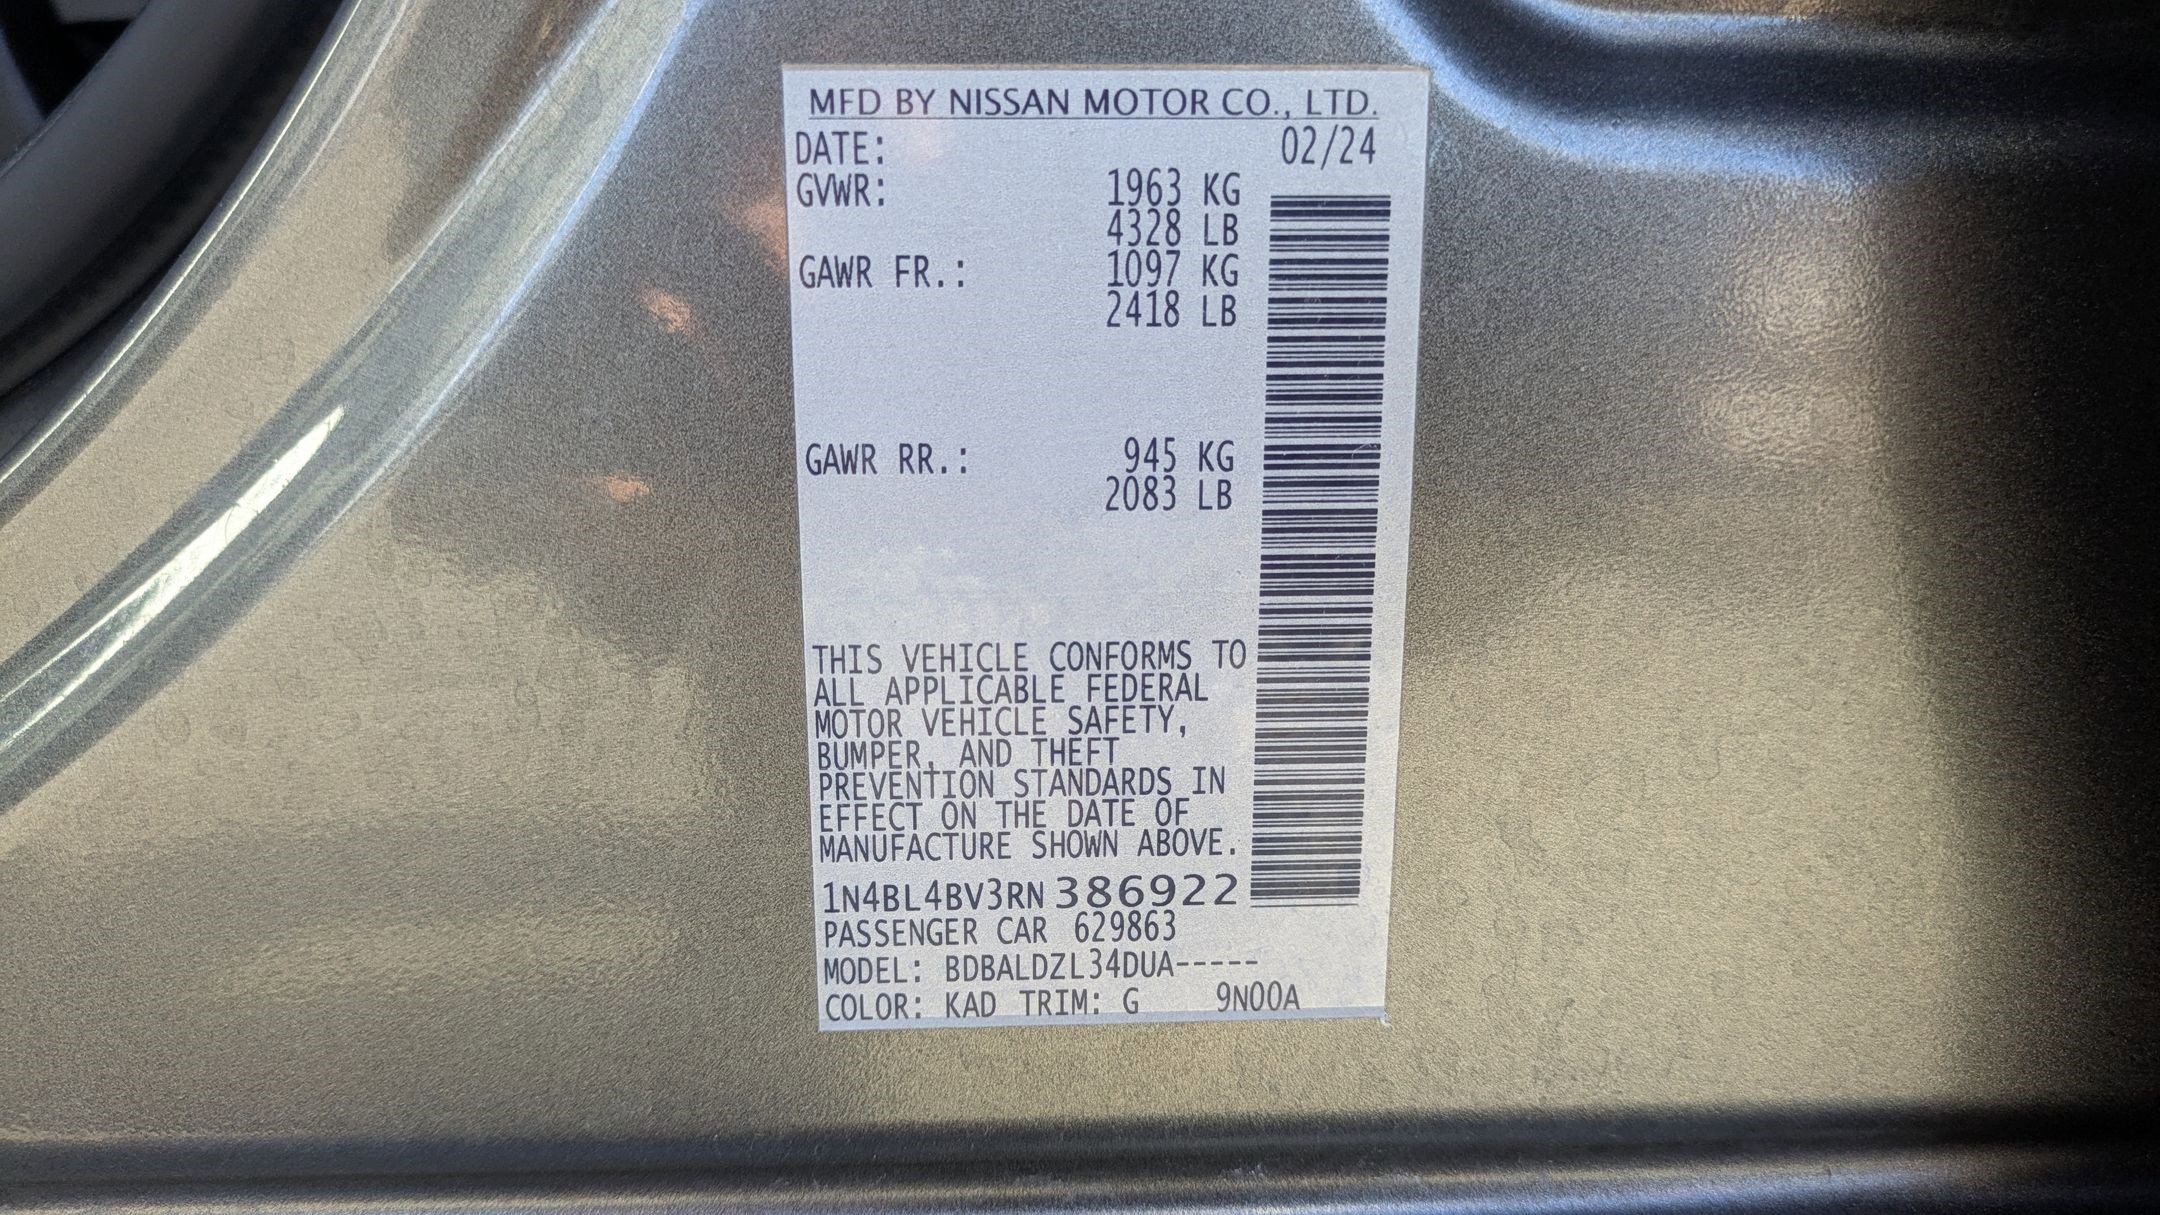 MFD BY NISSAN MOTOR CO., LTD.
DATE: 02/24
GVWR: 1963 KG
4328 LB
GAWR FR.: 1097 KG
2418 LB
GAWR RR.: 945 KG
2083 LB
THIS VEHICLE CONFORMS TO
ALL APPLICABLE FEDERAL
MOTOR VEHICLE SAFETY,
BUMPER, AND THEFT
PREVENTION STANDARDS IN
EFFECT ON THE DATE OF
MANUFACTURE SHOWN ABOVE.
1N4BL4BV3RN386922
PASSENGER CAR 629863
MODEL: BDBALDZL34DUA-----
COLOR: KAD TRIM: G 9N00A